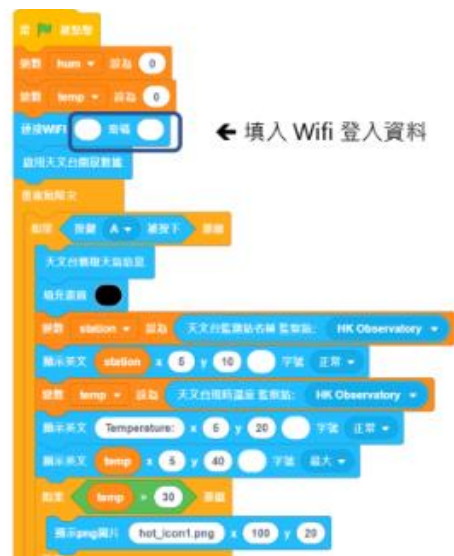 當 被點擊
變數 hum 設為 0
變數 temp 設為 0
連接WIFI 密碼
← 填入 Wifi 登入資料
啟用天文台開放數據
重複無限次
如果 按鍵 A 被按下 那麼
天文台獲取天氣信息
填充畫面
變數 station 設為 天文台監測站名稱 監察站: HK Observatory
顯示英文 station x 5 y 10 字號 正常
變數 temp 設為 天文台現時溫度 監察站: HK Observatory
顯示英文 Temperature: x 5 y 20 字號 正常
顯示英文 temp x 5 y 40 字號 最大
如果 temp > 30 那麼
顯示png圖片 hot_icon1.png x 100 y 20